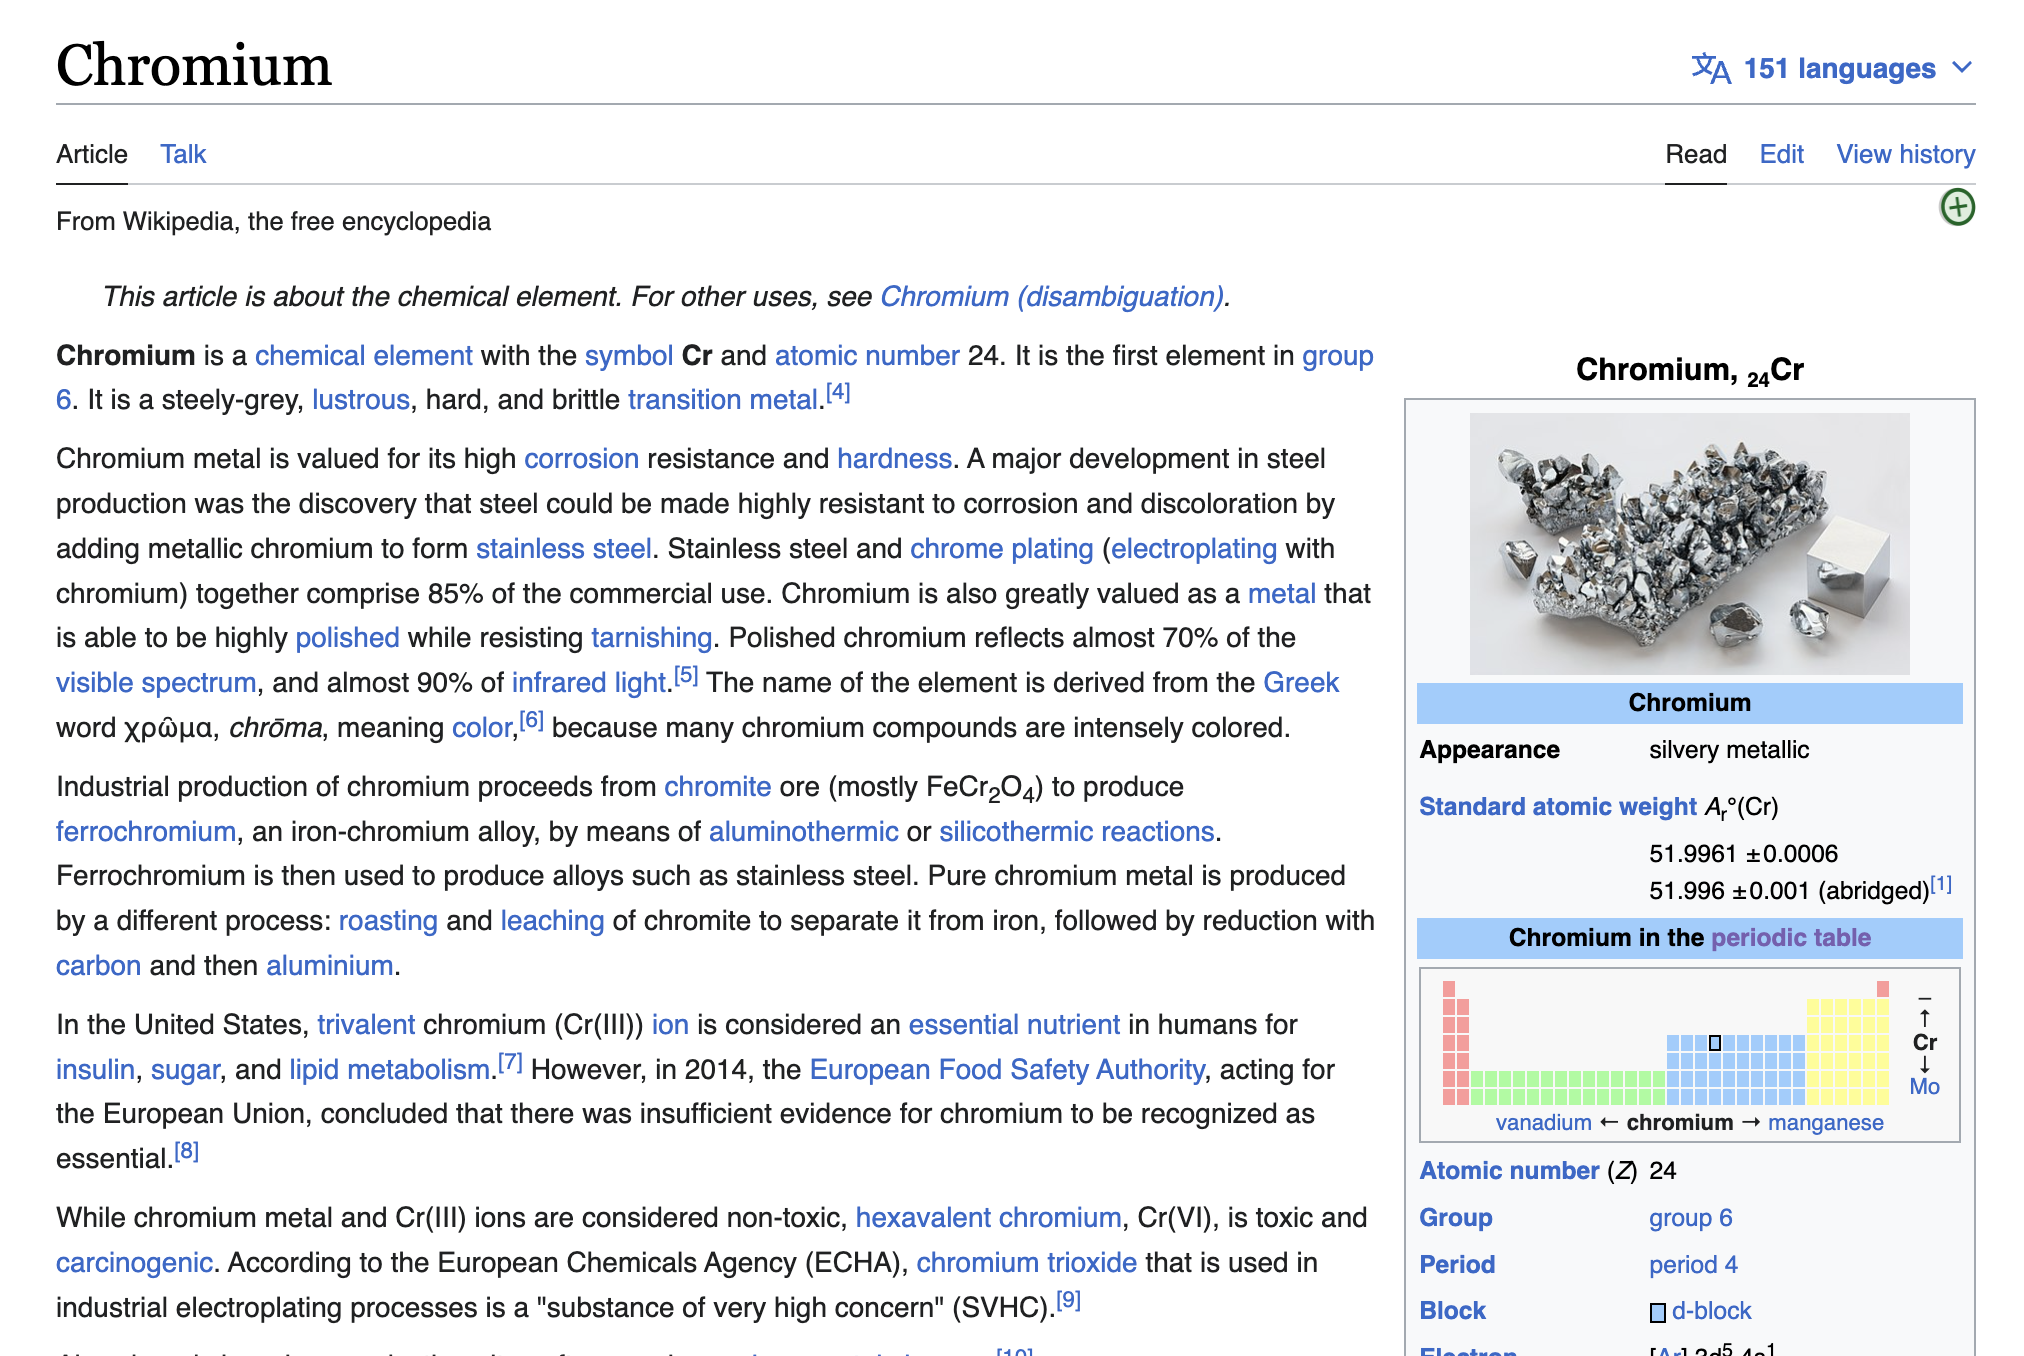 Chromium
151 languages
Article Talk
Read Edit View history
From Wikipedia, the free encyclopedia
This article is about the chemical element. For other uses, see Chromium (disambiguation).
Chromium is a chemical element with the symbol Cr and atomic number 24. It is the first element in group
6. It is a steely-grey, lustrous, hard, and brittle transition metal.[4]
Chromium metal is valued for its high corrosion resistance and hardness. A major development in steel
production was the discovery that steel could be made highly resistant to corrosion and discoloration by
adding metallic chromium to form stainless steel. Stainless steel and chrome plating (electroplating with
chromium) together comprise 85% of the commercial use. Chromium is also greatly valued as a metal that
is able to be highly polished while resisting tarnishing. Polished chromium reflects almost 70% of the
visible spectrum, and almost 90% of infrared light.[5] The name of the element is derived from the Greek
word χρῶμα, chrōma, meaning color,[6] because many chromium compounds are intensely colored.
Industrial production of chromium proceeds from chromite ore (mostly FeCr₂O₄) to produce
ferrochromium, an iron-chromium alloy, by means of aluminothermic or silicothermic reactions.
Ferrochromium is then used to produce alloys such as stainless steel. Pure chromium metal is produced
by a different process: roasting and leaching of chromite to separate it from iron, followed by reduction with
carbon and then aluminium.
In the United States, trivalent chromium (Cr(III)) ion is considered an essential nutrient in humans for
insulin, sugar, and lipid metabolism.[7] However, in 2014, the European Food Safety Authority, acting for
the European Union, concluded that there was insufficient evidence for chromium to be recognized as
essential.[8]
While chromium metal and Cr(III) ions are considered non-toxic, hexavalent chromium, Cr(VI), is toxic and
carcinogenic. According to the European Chemicals Agency (ECHA), chromium trioxide that is used in
industrial electroplating processes is a "substance of very high concern" (SVHC).[9]
[10]
Chromium, ₂₄Cr
Chromium
Appearance silvery metallic
Standard atomic weight Aᵣ°(Cr)
51.9961 ±0.0006
51.996 ±0.001 (abridged)[1]
Chromium in the periodic table
–
↑
Cr
↓
Mo
vanadium ← chromium → manganese
Atomic number (Z) 24
Group group 6
Period period 4
Block d-block
Electron [Ar] 3d⁵ 4s¹